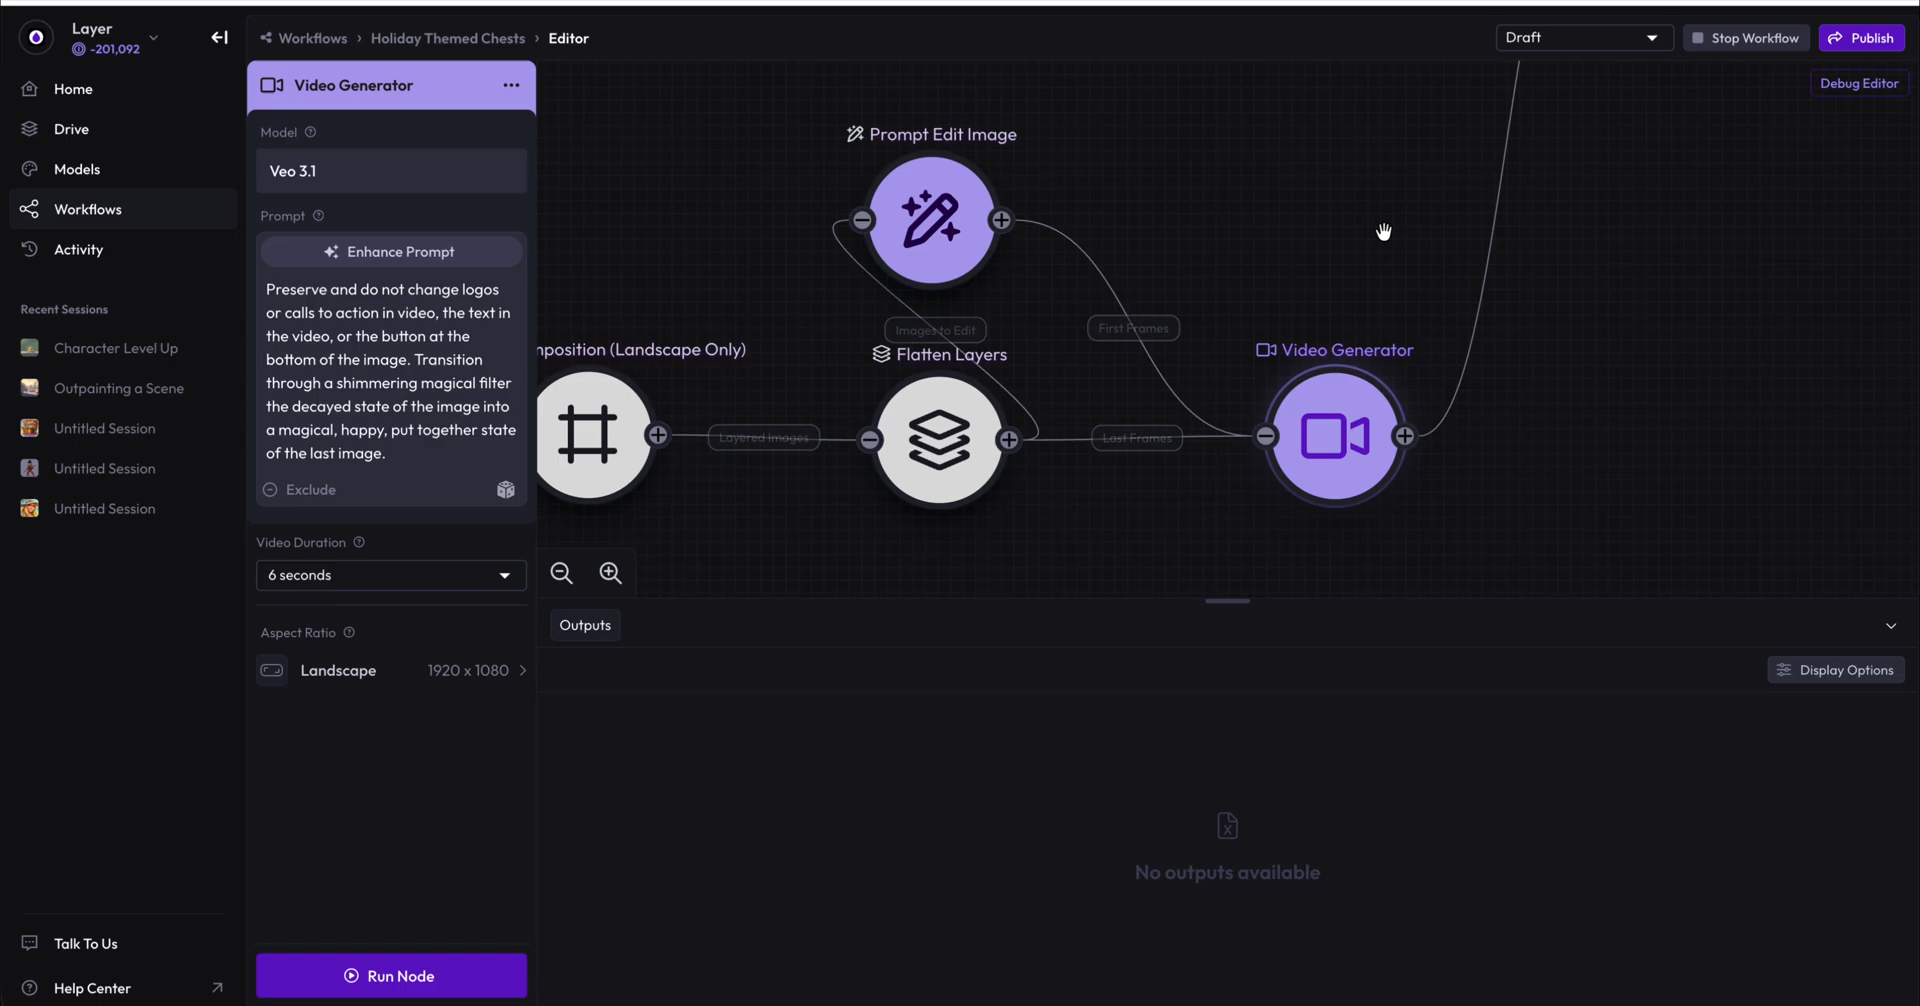 Layer
-201,092
Home
Drive
Models
Workflows
Activity
Recent Sessions
Character Level Up
Outpainting a Scene
Untitled Session
Untitled Session
Untitled Session
Talk To Us
Help Center
Workflows › Holiday Themed Chests › Editor
Draft
Stop Workflow
Publish
Debug Editor
Video Generator
Model
Veo 3.1
Prompt
Enhance Prompt
Preserve and do not change logos
or calls to action in video, the text in
the video, or the button at the
bottom of the image. Transition
through a shimmering magical filter
the decayed state of the image into
a magical, happy, put together state
of the last image.
Exclude
Video Duration
6 seconds
Aspect Ratio
Landscape 1920 x 1080
Run Node
Prompt Edit Image
Images to Edit
First Frames
mposition (Landscape Only)
Flatten Layers
Video Generator
Layered Images
Last Frames
Outputs
Display Options
No outputs available